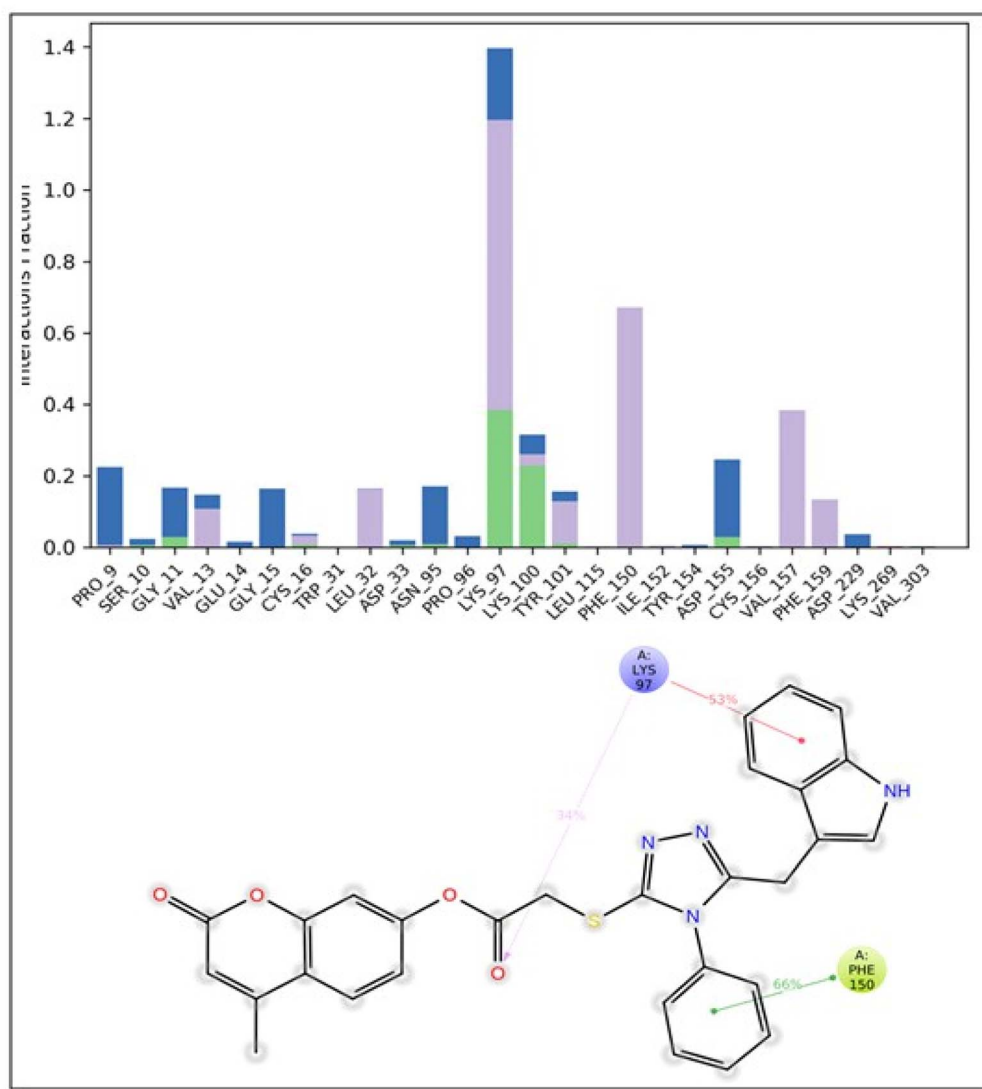 1.4
1.2
1.0
0.8
0.6
0.4
0.2
0.0
Interactions Fraction
PRO_9
SER_10
GLY_11
VAL_13
GLU_14
GLY_15
CYS_16
TRP_31
LEU_32
ASP_33
ASN_95
PRO_96
LYS_97
LYS_100
TYR_101
LEU_115
PHE_150
ILE_152
TYR_154
ASP_155
CYS_156
VAL_157
PHE_159
ASP_229
LYS_269
VAL_303
A:
LYS
97
53%
34%
NH
N
N
O
O
O
S
N
O
A:
PHE
150
66%